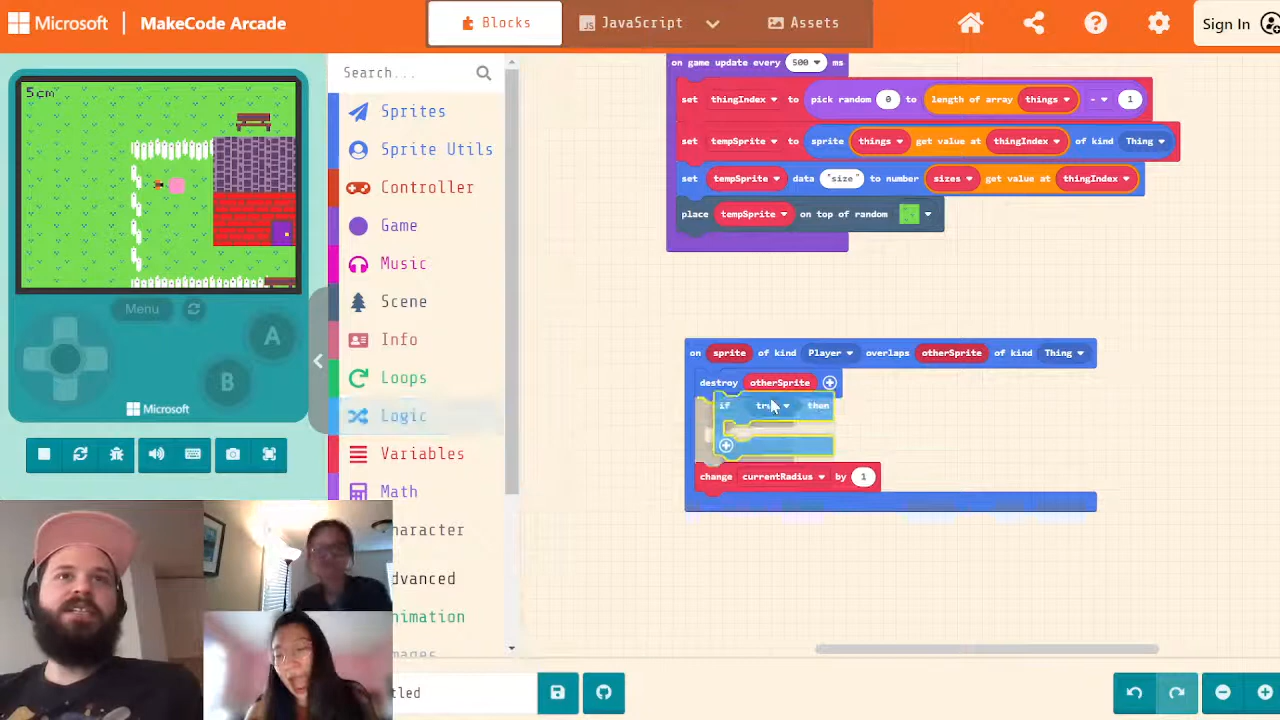 Microsoft | MakeCode Arcade
Blocks
JavaScript
Assets
Sign In
5cm
Menu
A
B
Microsoft
Search...
Sprites
Sprite Utils
Controller
Game
Music
Scene
Info
Loops
Logic
Variables
Math
haracter
dvanced
nimation
on game update every 500 ms
set thingIndex to pick random 0 to length of array things - 1
set tempSprite to sprite things get value at thingIndex of kind Thing
set tempSprite data "size" to number sizes get value at thingIndex
place tempSprite on top of random
on sprite of kind Player overlaps otherSprite of kind Thing
destroy otherSprite
if then
change currentRadius by 1
tled